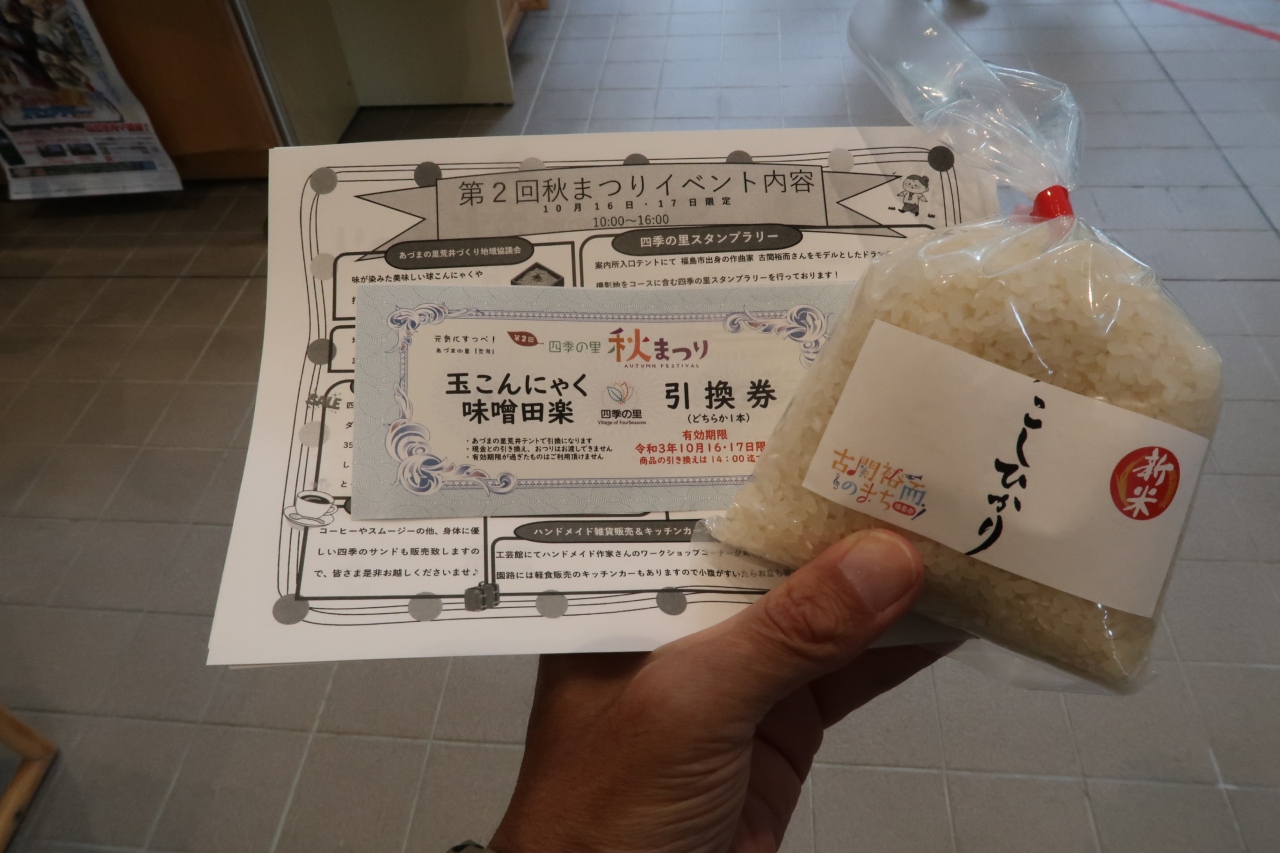 第2回秋まつりイベント内容
10月16日・17日限定
10:00～16:00
あづまの里荒井づくり地域協議会
味が染みた美味しい球こんにゃくや
四季の里スタンプラリー
案内所入口テントにて 福島市出身の作曲家 古関裕而さんをモデルとしたドラ
撮影地をコースに含む四季の里スタンプラリーを行っております!
元気にすっぺ!
あづまの里「荒井」
第2回
四季の里
秋まつり
AUTUMN FESTIVAL
玉こんにゃく
味噌田楽
四季の里
Village of FourSeasons
引換券
(どちらか1本)
・あづまの里荒井テントで引換になります
・現金との引き換え、おつりはお渡しできません
・有効期限が過ぎたものはご利用頂けません
有効期限
令和3年10月16・17日限
商品の引き換えは14:00迄
SALE
コーヒーやスムージーの他、身体に優
しい四季のサンドも販売致しますの
で、皆さま是非お越しくださいませ♪
ハンドメイド雑貨販売&キッチンカー
工芸館にてハンドメイド作家さんのワークショップコーナー
園路には軽食販売のキッチンカーもありますので小腹がすいたらお立ち
こしひかり
新米
古関裕而
のまち
福島市